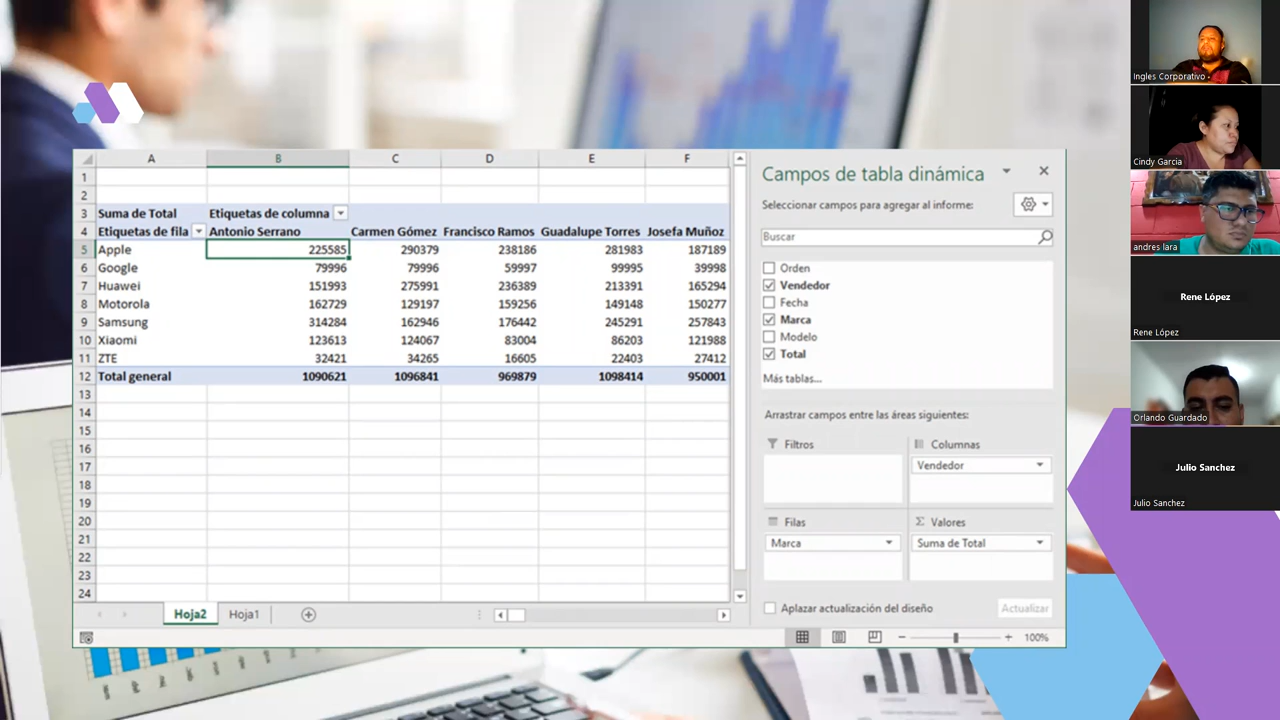 A B C D E F
1
2
3 Suma de Total Etiquetas de columna
4 Etiquetas de fila Antonio Serrano Carmen Gómez Francisco Ramos Guadalupe Torres Josefa Muñoz
5 Apple 225585 290379 238186 281983 187189
6 Google 79996 79996 59997 99995 39998
7 Huawei 151993 275991 236389 213391 165294
8 Motorola 162729 129197 159256 149148 150277
9 Samsung 314284 162946 176442 245291 257843
10 Xiaomi 123613 124067 83004 86203 121988
11 ZTE 32421 34265 16605 22403 27412
12 Total general 1090621 1096841 969879 1098414 950001
13
14
15
16
17
18
19
20
21
22
23
24
Hoja2 Hoja1
Campos de tabla dinámica
Seleccionar campos para agregar al informe:
Buscar
Orden
Vendedor
Fecha
Marca
Modelo
Total
Más tablas...
Arrastrar campos entre las áreas siguientes:
Filtros
Columnas
Vendedor
Filas
Marca
Σ Valores
Suma de Total
Aplazar actualización del diseño
Actualizar
100%
Ingles Corporativo
Cindy Garcia
andres lara
Rene López
Rene López
Orlando Guardado
Julio Sanchez
Julio Sanchez